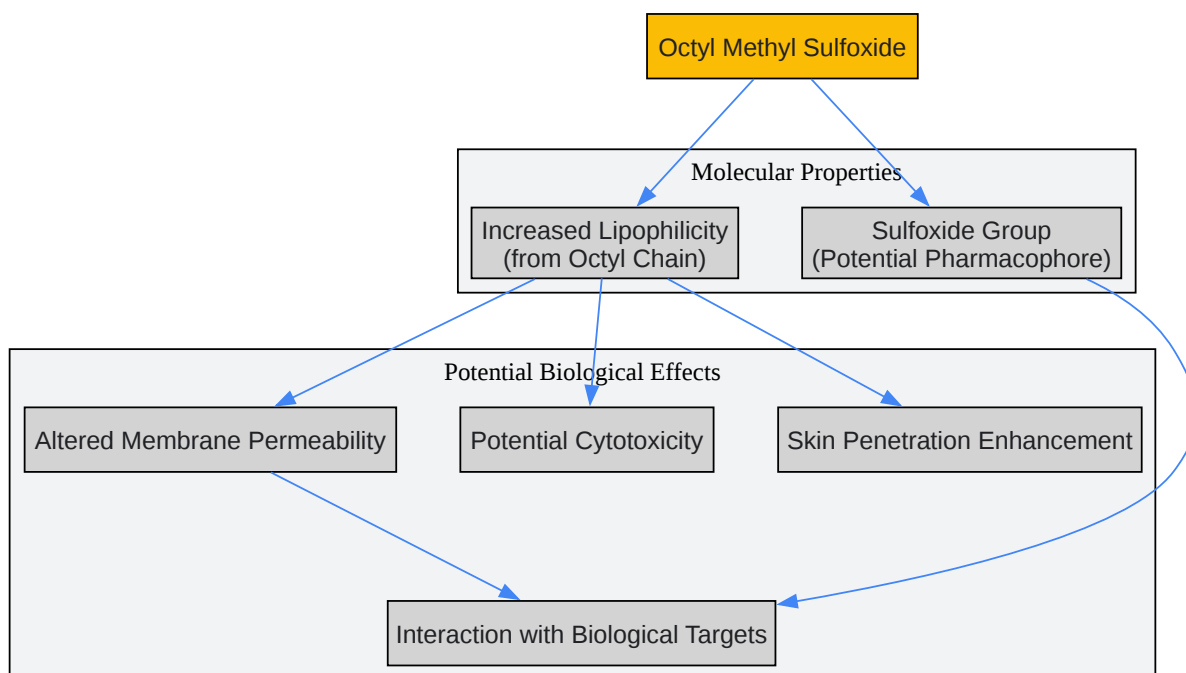 Octyl Methyl Sulfoxide
Molecular Properties
Increased Lipophilicity
(from Octyl Chain)
Sulfoxide Group
(Potential Pharmacophore)
Potential Biological Effects
Altered Membrane Permeability
Potential Cytotoxicity
Skin Penetration Enhancement
Interaction with Biological Targets